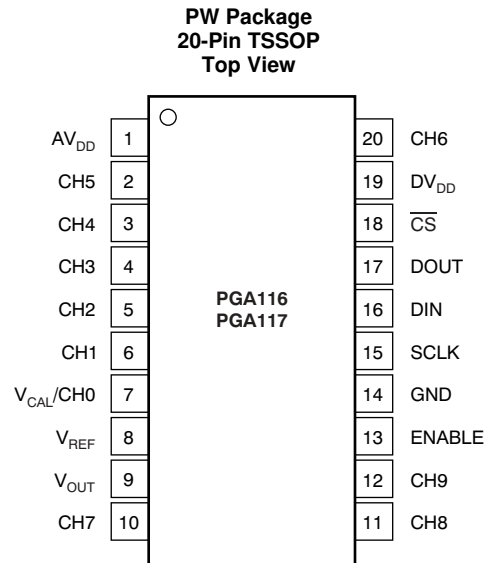 PW Package
20-Pin TSSOP
Top View
AVDD 1 20 CH6
CH5 2 19 DVDD
CH4 3 18 C̅S̅
CH3 4 17 DOUT
PGA116
PGA117
CH2 5 16 DIN
CH1 6 15 SCLK
VCAL/CH0 7 14 GND
VREF 8 13 ENABLE
VOUT 9 12 CH9
CH7 10 11 CH8